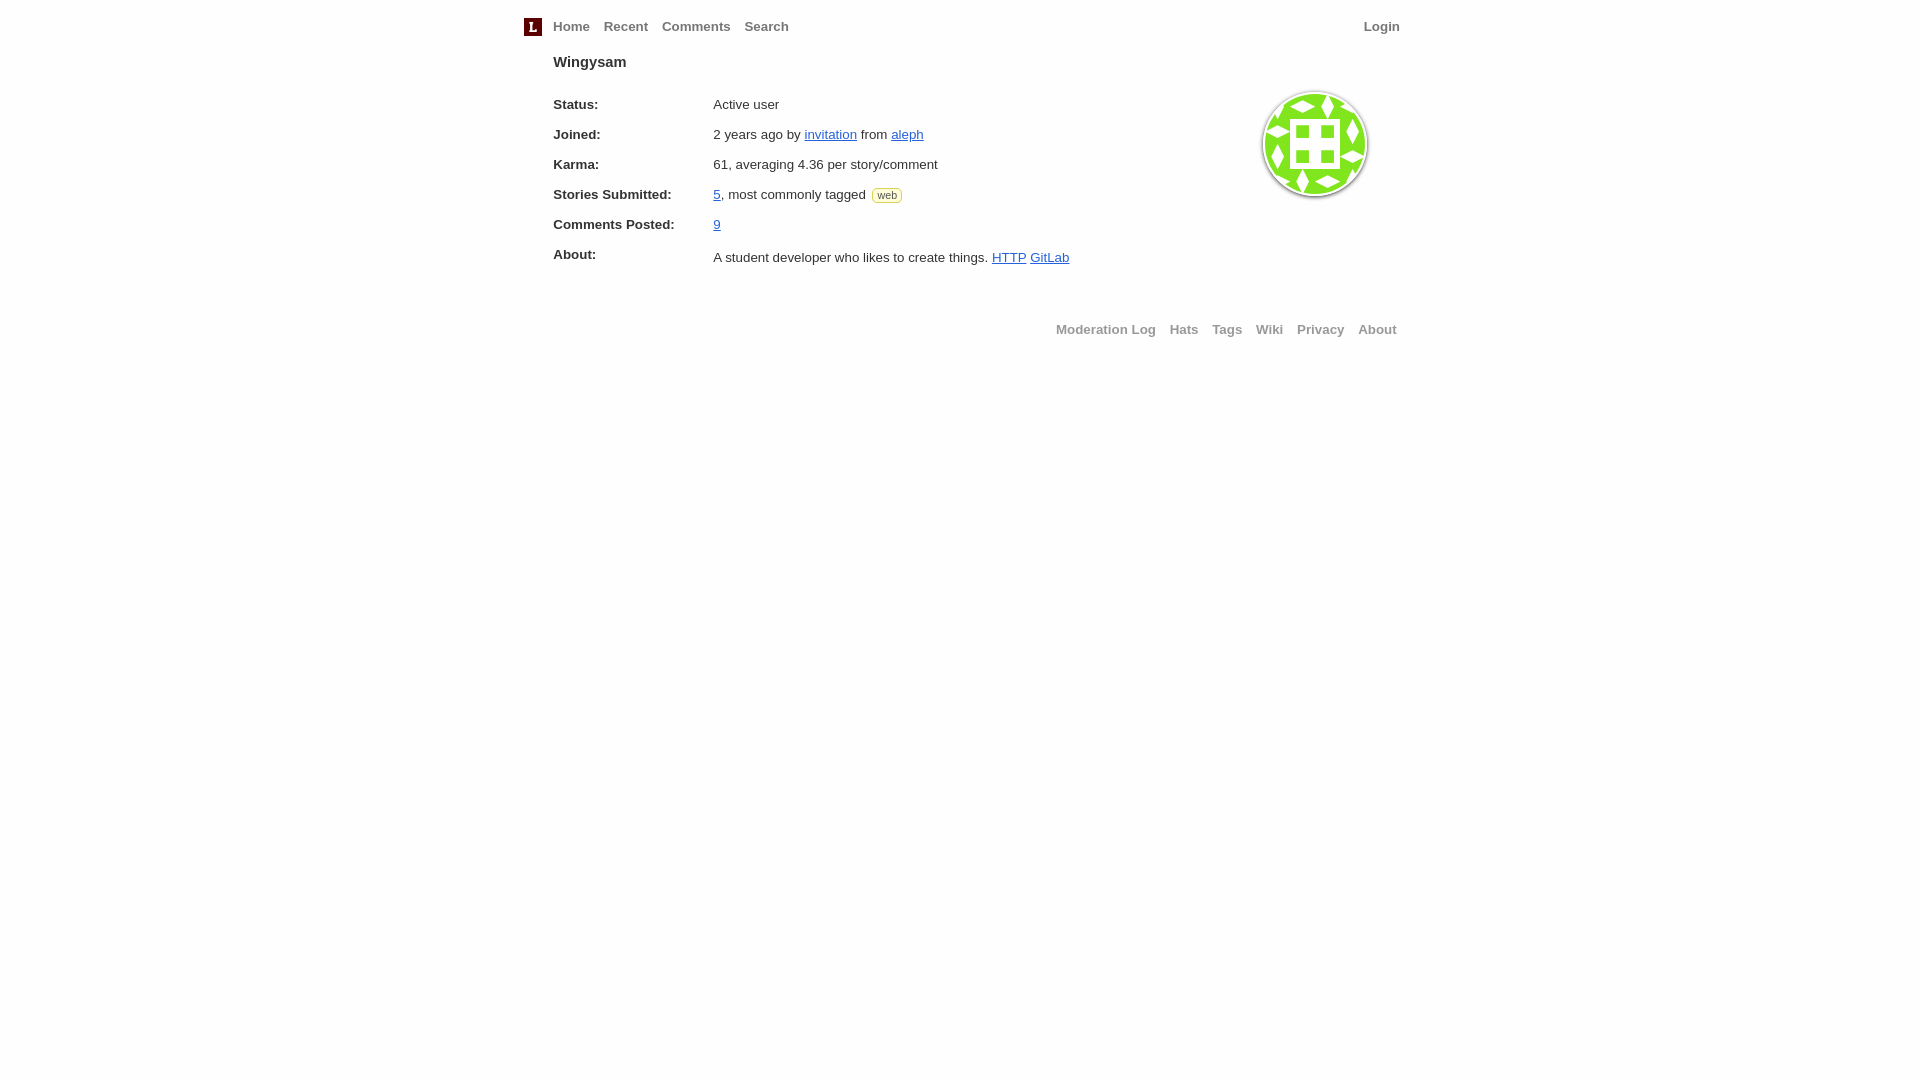 L Home Recent Comments Search Login
Wingysam
Status: Active user
Joined: 2 years ago by invitation from aleph
Karma: 61, averaging 4.36 per story/comment
Stories Submitted: 5, most commonly tagged web
Comments Posted: 9
About: A student developer who likes to create things. HTTP GitLab
Moderation Log Hats Tags Wiki Privacy About